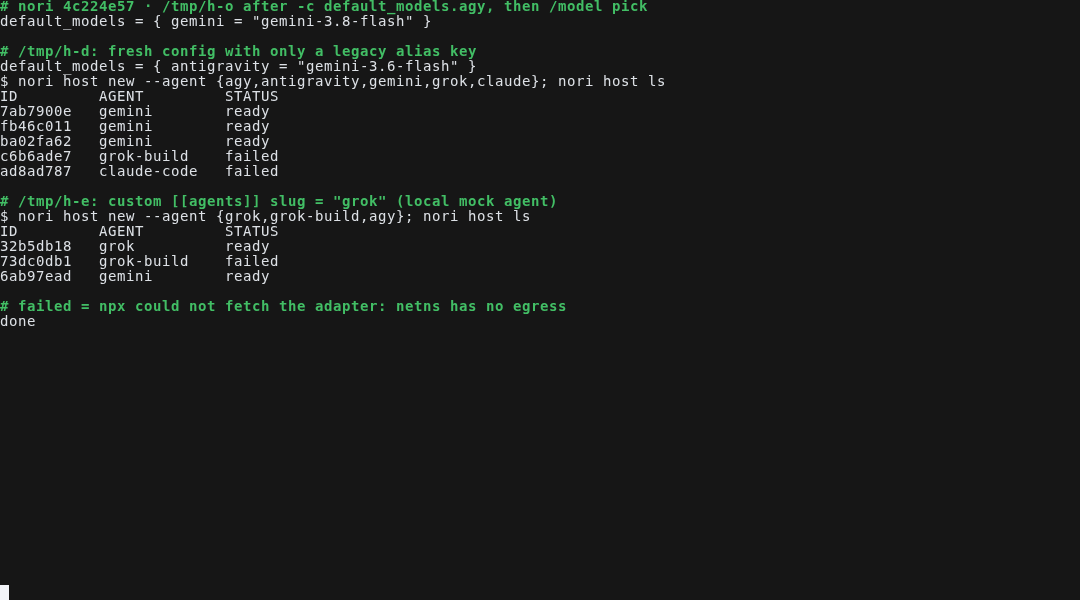 # nori 4c224e57 · /tmp/h-o after -c default_models.agy, then /model pick
default_models = { gemini = "gemini-3.8-flash" }
# /tmp/h-d: fresh config with only a legacy alias key
default_models = { antigravity = "gemini-3.6-flash" }
$ nori host new --agent {agy,antigravity,gemini,grok,claude}; nori host ls
ID         AGENT         STATUS
7ab7900e   gemini        ready
fb46c011   gemini        ready
ba02fa62   gemini        ready
c6b6ade7   grok-build    failed
ad8ad787   claude-code   failed
# /tmp/h-e: custom [[agents]] slug = "grok" (local mock agent)
$ nori host new --agent {grok,grok-build,agy}; nori host ls
ID         AGENT         STATUS
32b5db18   grok          ready
73dc0db1   grok-build    failed
6ab97ead   gemini        ready
# failed = npx could not fetch the adapter: netns has no egress
done